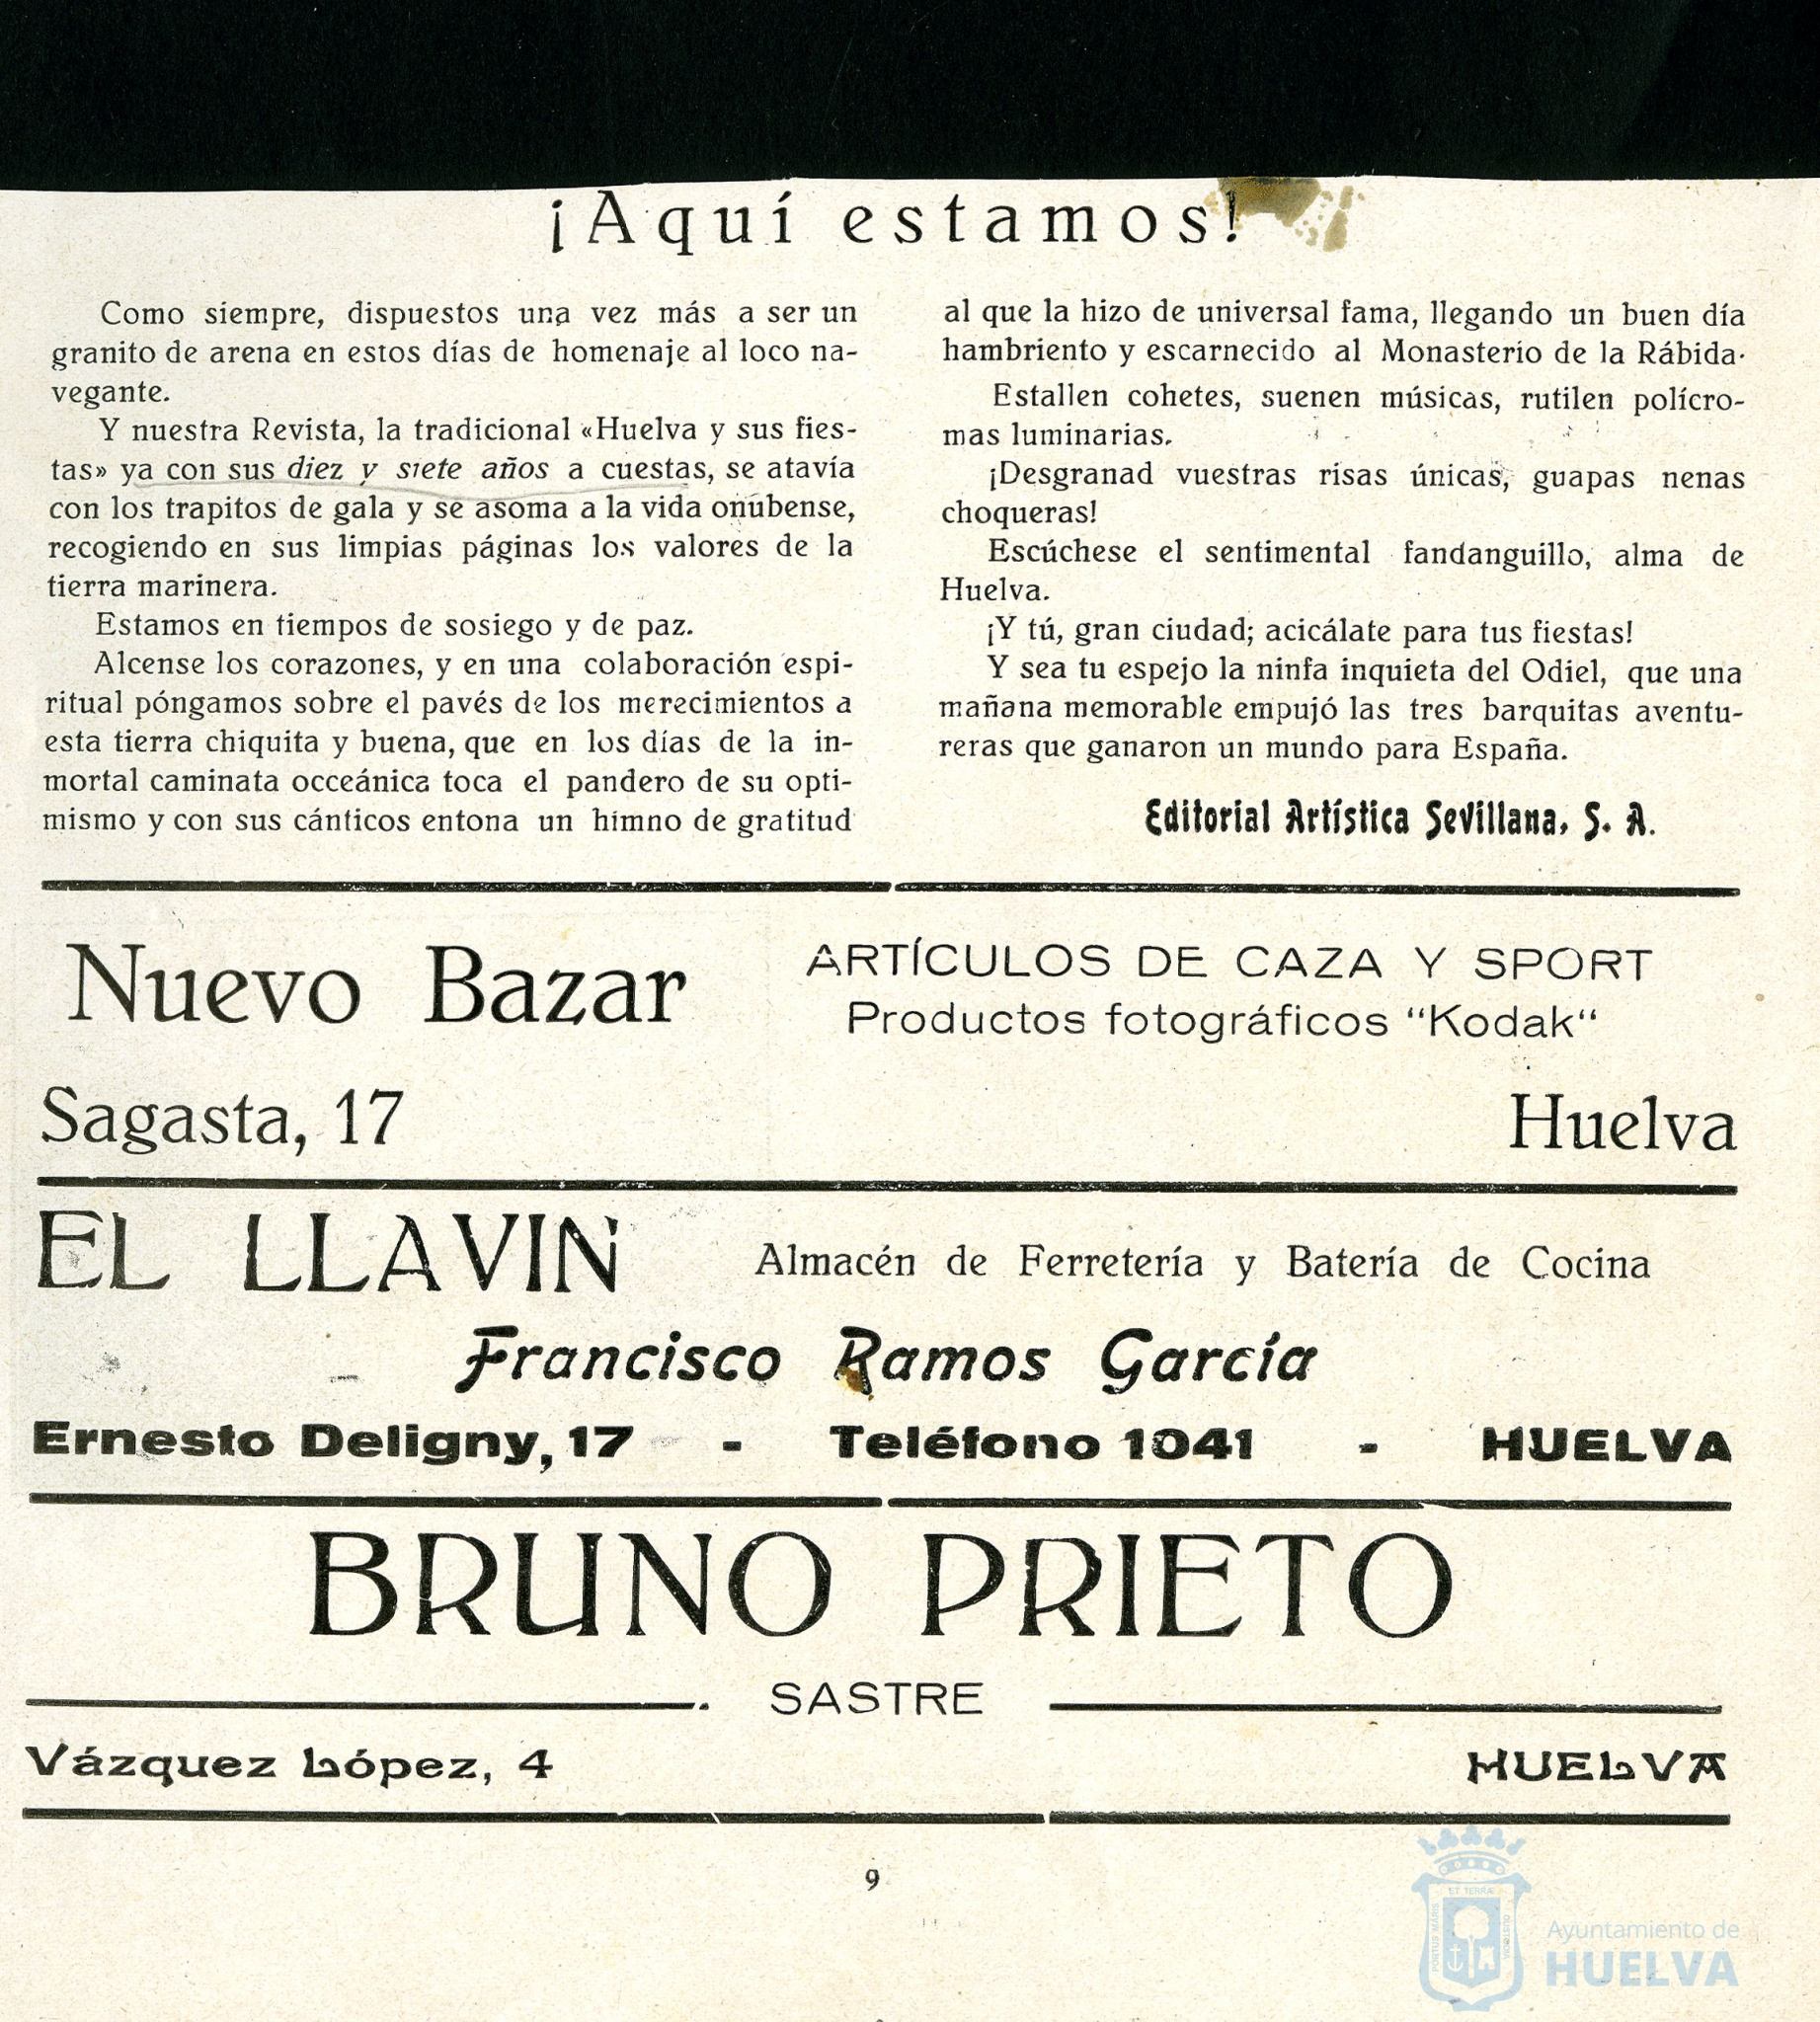 ¡Aquí estamos!
Como siempre, dispuestos una vez más a ser un
granito de arena en estos días de homenaje al loco na-
vegante.
Y nuestra Revista, la tradicional «Huelva y sus fies-
tas» ya con sus diez y siete años a cuestas, se atavía
con los trapitos de gala y se asoma a la vida onubense,
recogiendo en sus limpias páginas los valores de la
tierra marinera.
Estamos en tiempos de sosiego y de paz.
Alcense los corazones, y en una colaboración espi-
ritual póngamos sobre el pavés de los merecimientos a
esta tierra chiquita y buena, que en los días de la in-
mortal caminata occeánica toca el pandero de su opti-
mismo y con sus cánticos entona un himno de gratitud
al que la hizo de universal fama, llegando un buen día
hambriento y escarnecido al Monasterio de la Rábida.
Estallen cohetes, suenen músicas, rutilen polícro-
mas luminarias.
¡Desgranad vuestras risas únicas, guapas nenas
choqueras!
Escúchese el sentimental fandanguillo, alma de
Huelva.
¡Y tú, gran ciudad; acicálate para tus fiestas!
Y sea tu espejo la ninfa inquieta del Odiel, que una
mañana memorable empujó las tres barquitas aventu-
reras que ganaron un mundo para España.
Editorial Artística Sevillana, S. A.
Nuevo Bazar
ARTÍCULOS DE CAZA Y SPORT
Productos fotográficos “Kodak“
Sagasta, 17
Huelva
EL LLAVIN
Almacén de Ferretería y Batería de Cocina
Francisco Ramos García
Ernesto Deligny, 17 - Teléfono 1041 - HUELVA
BRUNO PRIETO
SASTRE
Vázquez López, 4
HUELVA
9
PORTUS MARIS
ET TERRA
CUSTODIA
Ayuntamiento de
HUELVA